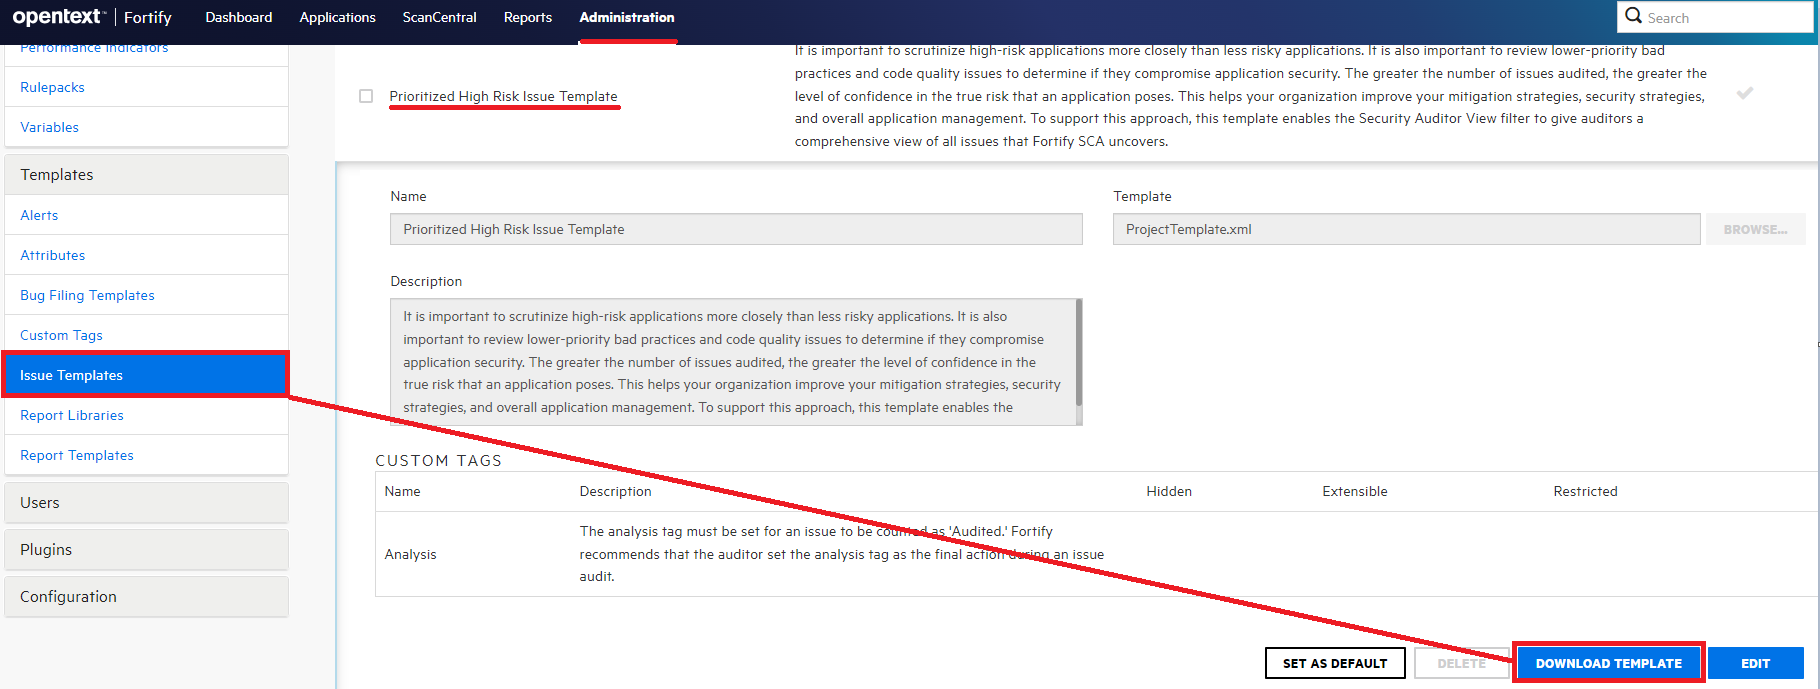 opentext™ | Fortify
Dashboard
Applications
ScanCentral
Reports
Administration
Search
Performance Indicators
Rulepacks
Variables
Templates
Alerts
Attributes
Bug Filing Templates
Custom Tags
Issue Templates
Report Libraries
Report Templates
Users
Plugins
Configuration
Prioritized High Risk Issue Template
It is important to scrutinize high-risk applications more closely than less risky applications. It is also important to review lower-priority bad
practices and code quality issues to determine if they compromise application security. The greater the number of issues audited, the greater the
level of confidence in the true risk that an application poses. This helps your organization improve your mitigation strategies, security strategies,
and overall application management. To support this approach, this template enables the Security Auditor View filter to give auditors a
comprehensive view of all issues that Fortify SCA uncovers.
Name
Prioritized High Risk Issue Template
Template
ProjectTemplate.xml
BROWSE...
Description
It is important to scrutinize high-risk applications more closely than less risky applications. It is also
important to review lower-priority bad practices and code quality issues to determine if they compromise
application security. The greater the number of issues audited, the greater the level of confidence in the
true risk that an application poses. This helps your organization improve your mitigation strategies, security
strategies, and overall application management. To support this approach, this template enables the
CUSTOM TAGS
Name
Description
Hidden
Extensible
Restricted
Analysis
The analysis tag must be set for an issue to be counted as 'Audited.' Fortify
recommends that the auditor set the analysis tag as the final action during an issue
audit.
SET AS DEFAULT
DELETE
DOWNLOAD TEMPLATE
EDIT